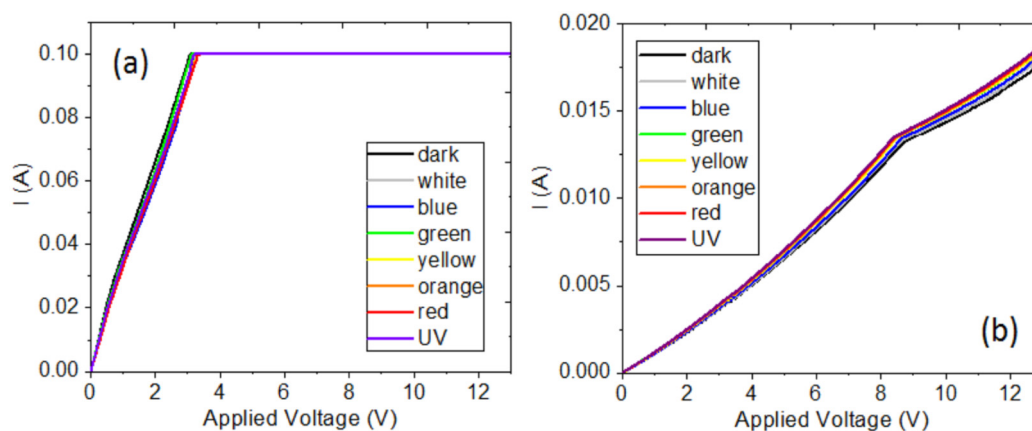 (a)
I (A)
0.10
0.08
0.06
0.04
0.02
0.00
0 2 4 6 8 10 12
Applied Voltage (V)
dark
white
blue
green
yellow
orange
red
UV
(b)
I (A)
0.020
0.015
0.010
0.005
0.000
0 2 4 6 8 10 12
Applied Voltage (V)
dark
white
blue
green
yellow
orange
red
UV